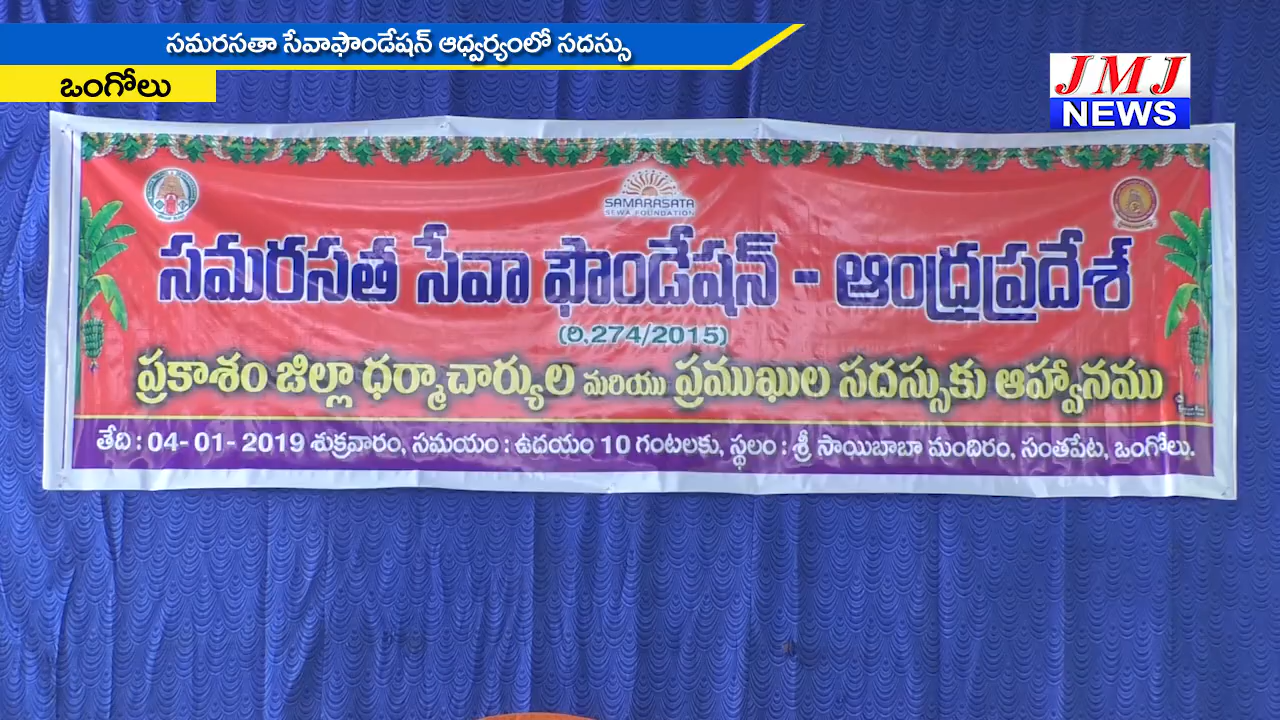 సమరసతా సేవాఫౌండేషన్ ఆధ్వర్యంలో సదస్సు
ఒంగోలు
JMJ
NEWS
SAMARASATA
SEWA FOUNDATION
సమరసత సేవా ఫౌండేషన్ - ఆంధ్రప్రదేశ్
(రి.274/2015)
ప్రకాశం జిల్లా ధర్మాచార్యుల మరియు ప్రముఖుల సదస్సుకు ఆహ్వానము
తేది : 04- 01- 2019 శుక్రవారం, సమయం : ఉదయం 10 గంటలకు, స్థలం : శ్రీ సాయిబాబా మందిరం, సంతపేట, ఒంగోలు.